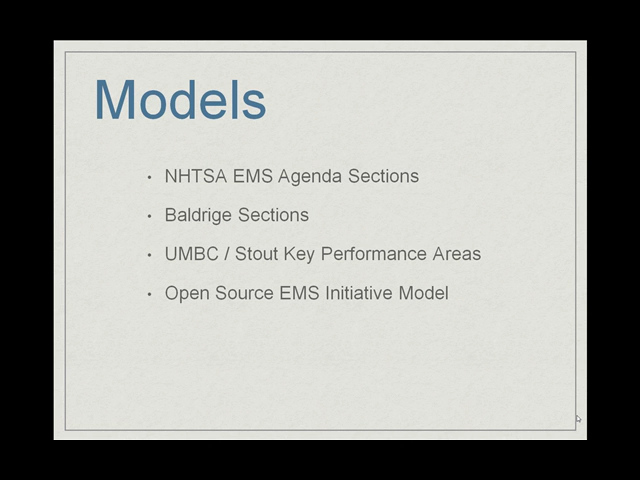 Models
• NHTSA EMS Agenda Sections
• Baldrige Sections
• UMBC / Stout Key Performance Areas
• Open Source EMS Initiative Model